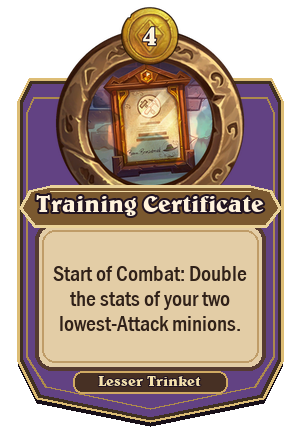 4
Training Certificate
Start of Combat: Double
the stats of your two
lowest-Attack minions.
Lesser Trinket